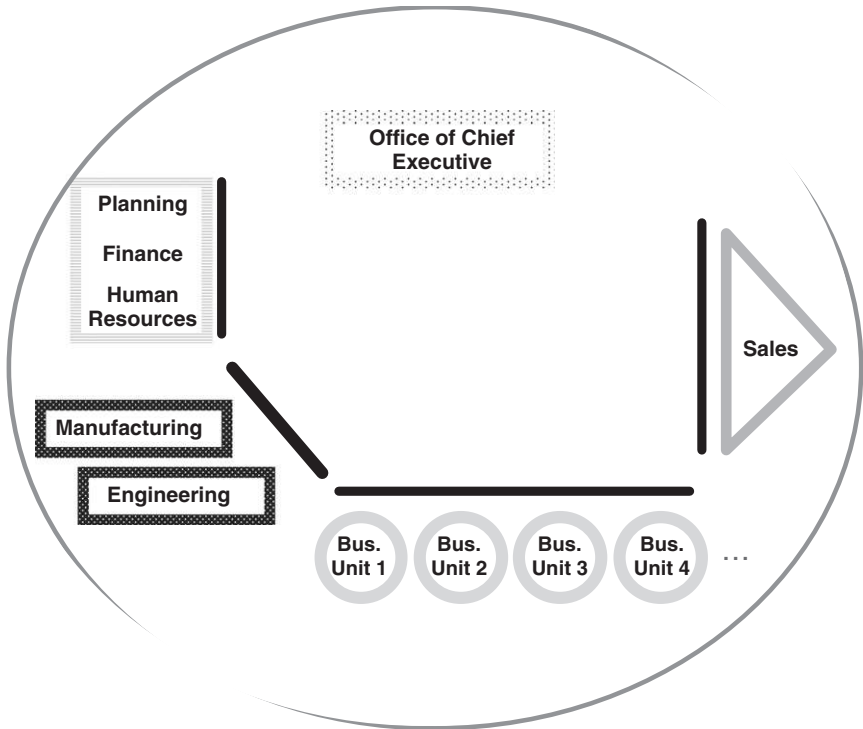 Office of Chief
Executive
Planning
Finance
Human
Resources
Sales
Manufacturing
Engineering
Bus.
Unit 1
Bus.
Unit 2
Bus.
Unit 3
Bus.
Unit 4
...